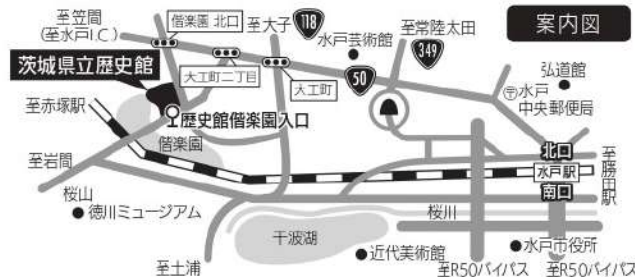 案内図
至笠間
(至水戸I.C.)
偕楽園 北口
至大子
118
水戸芸術館
至常陸太田
349
茨城県立歴史館
大工町二丁目
大工町
50
弘道館
〒水戸
中央郵便局
至赤塚駅
歴史館偕楽園入口
偕楽園
至岩間
北口
水戸駅
南口
至勝田駅
桜山
徳川ミュージアム
桜川
千波湖
近代美術館
水戸市役所
至土浦
至R50バイパス
至R50バイパス